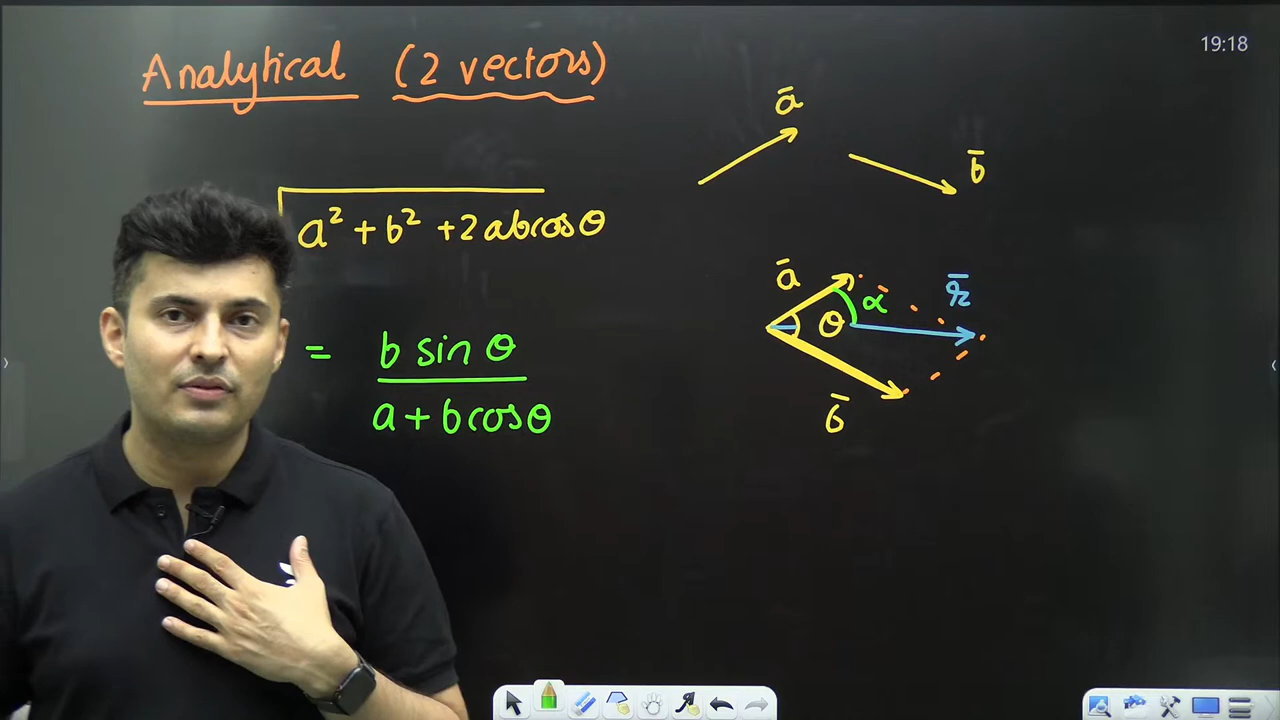 19:18
Analytical (2 vectors)
ā
b̄
√a² + b² + 2abcosθ
ā
α
r̄
θ
= b sin θ / a + b cosθ
b̄